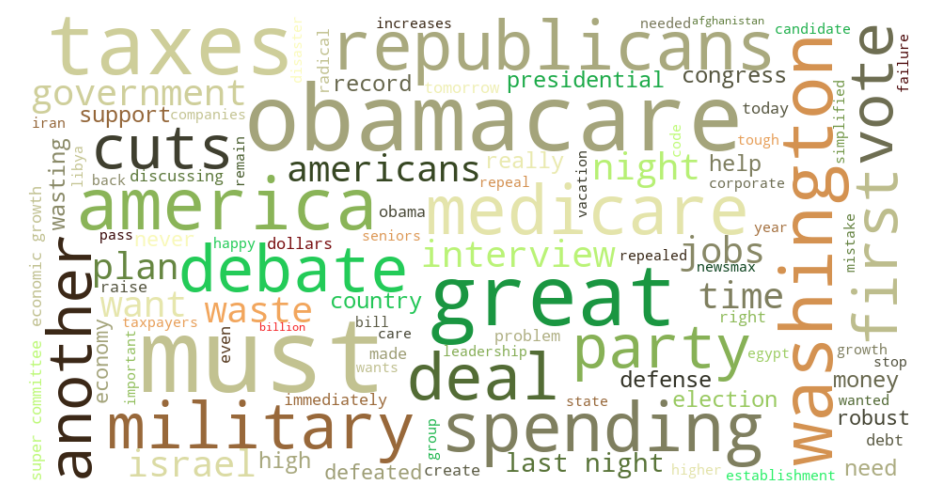 taxes
republicans
increases
needed
afghanistan
candidate
disaster
radical
record
tomorrow
presidential
congress
washington
vote
failure
government
support
companies
obamacare
today
tough
simplified
iran
cuts
americans
really
night
code
help
wasting
libya
back
discussing
remain
repeal
vacation
corporate
america
obama
medicare
year
first
pass
never
happy
dollars
seniors
interview
repealed
jobs
newsmax
mistake
economic growth
another
plan
debate
great
raise
want
waste
country
time
right
taxpayers
billion
even
bill
care
problem
economy
important
must
made
wants
leadership
party
egypt
growth
stop
deal
defense
money
super committee
military
immediately
group
spending
state
election
wanted
robust
debt
israel
high
defeated
create
last night
higher
establishment
need